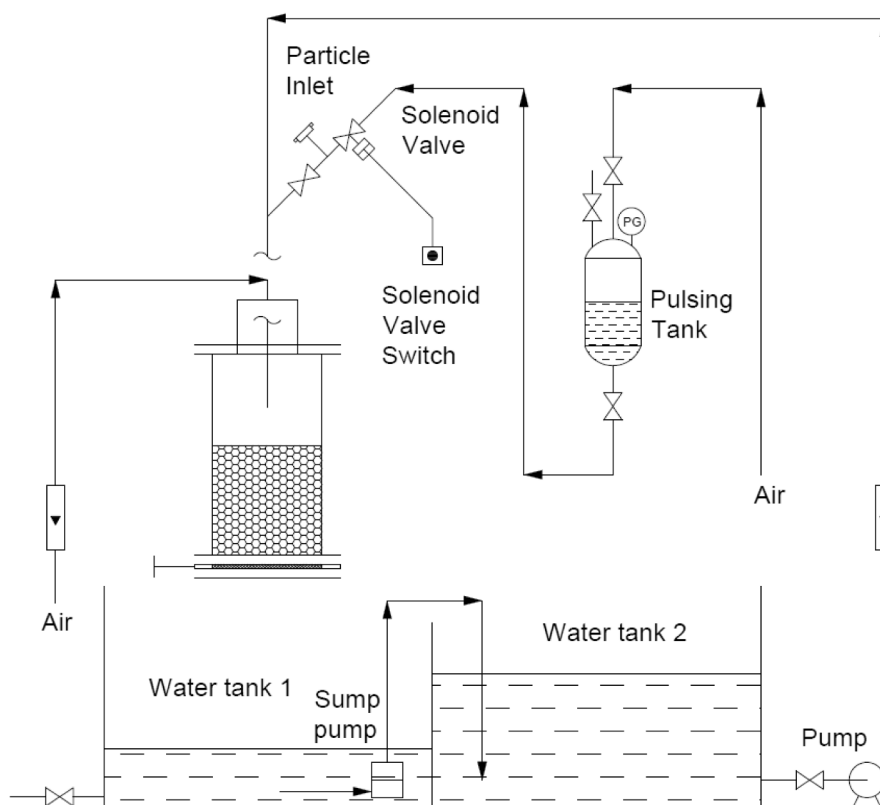 Particle
Inlet
Solenoid
Valve
PG
Solenoid
Valve
Switch
Pulsing
Tank
Air
Air
Water tank 2
Water tank 1
Sump
pump
Pump